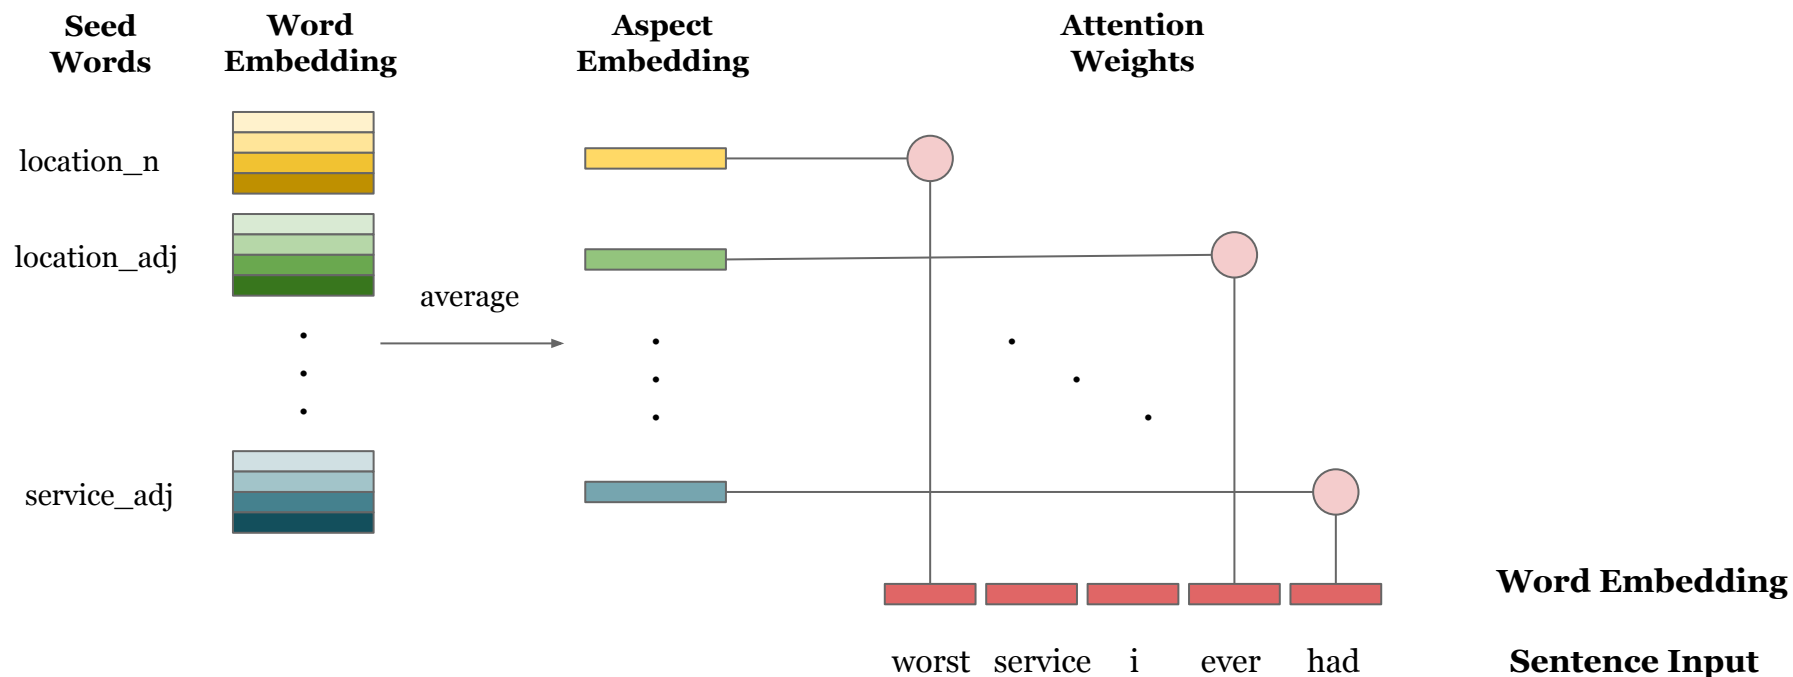 Seed
Words
Word
Embedding
Aspect
Embedding
Attention
Weights
location_n
location_adj
average
service_adj
Word Embedding
worst service i ever had
Sentence Input